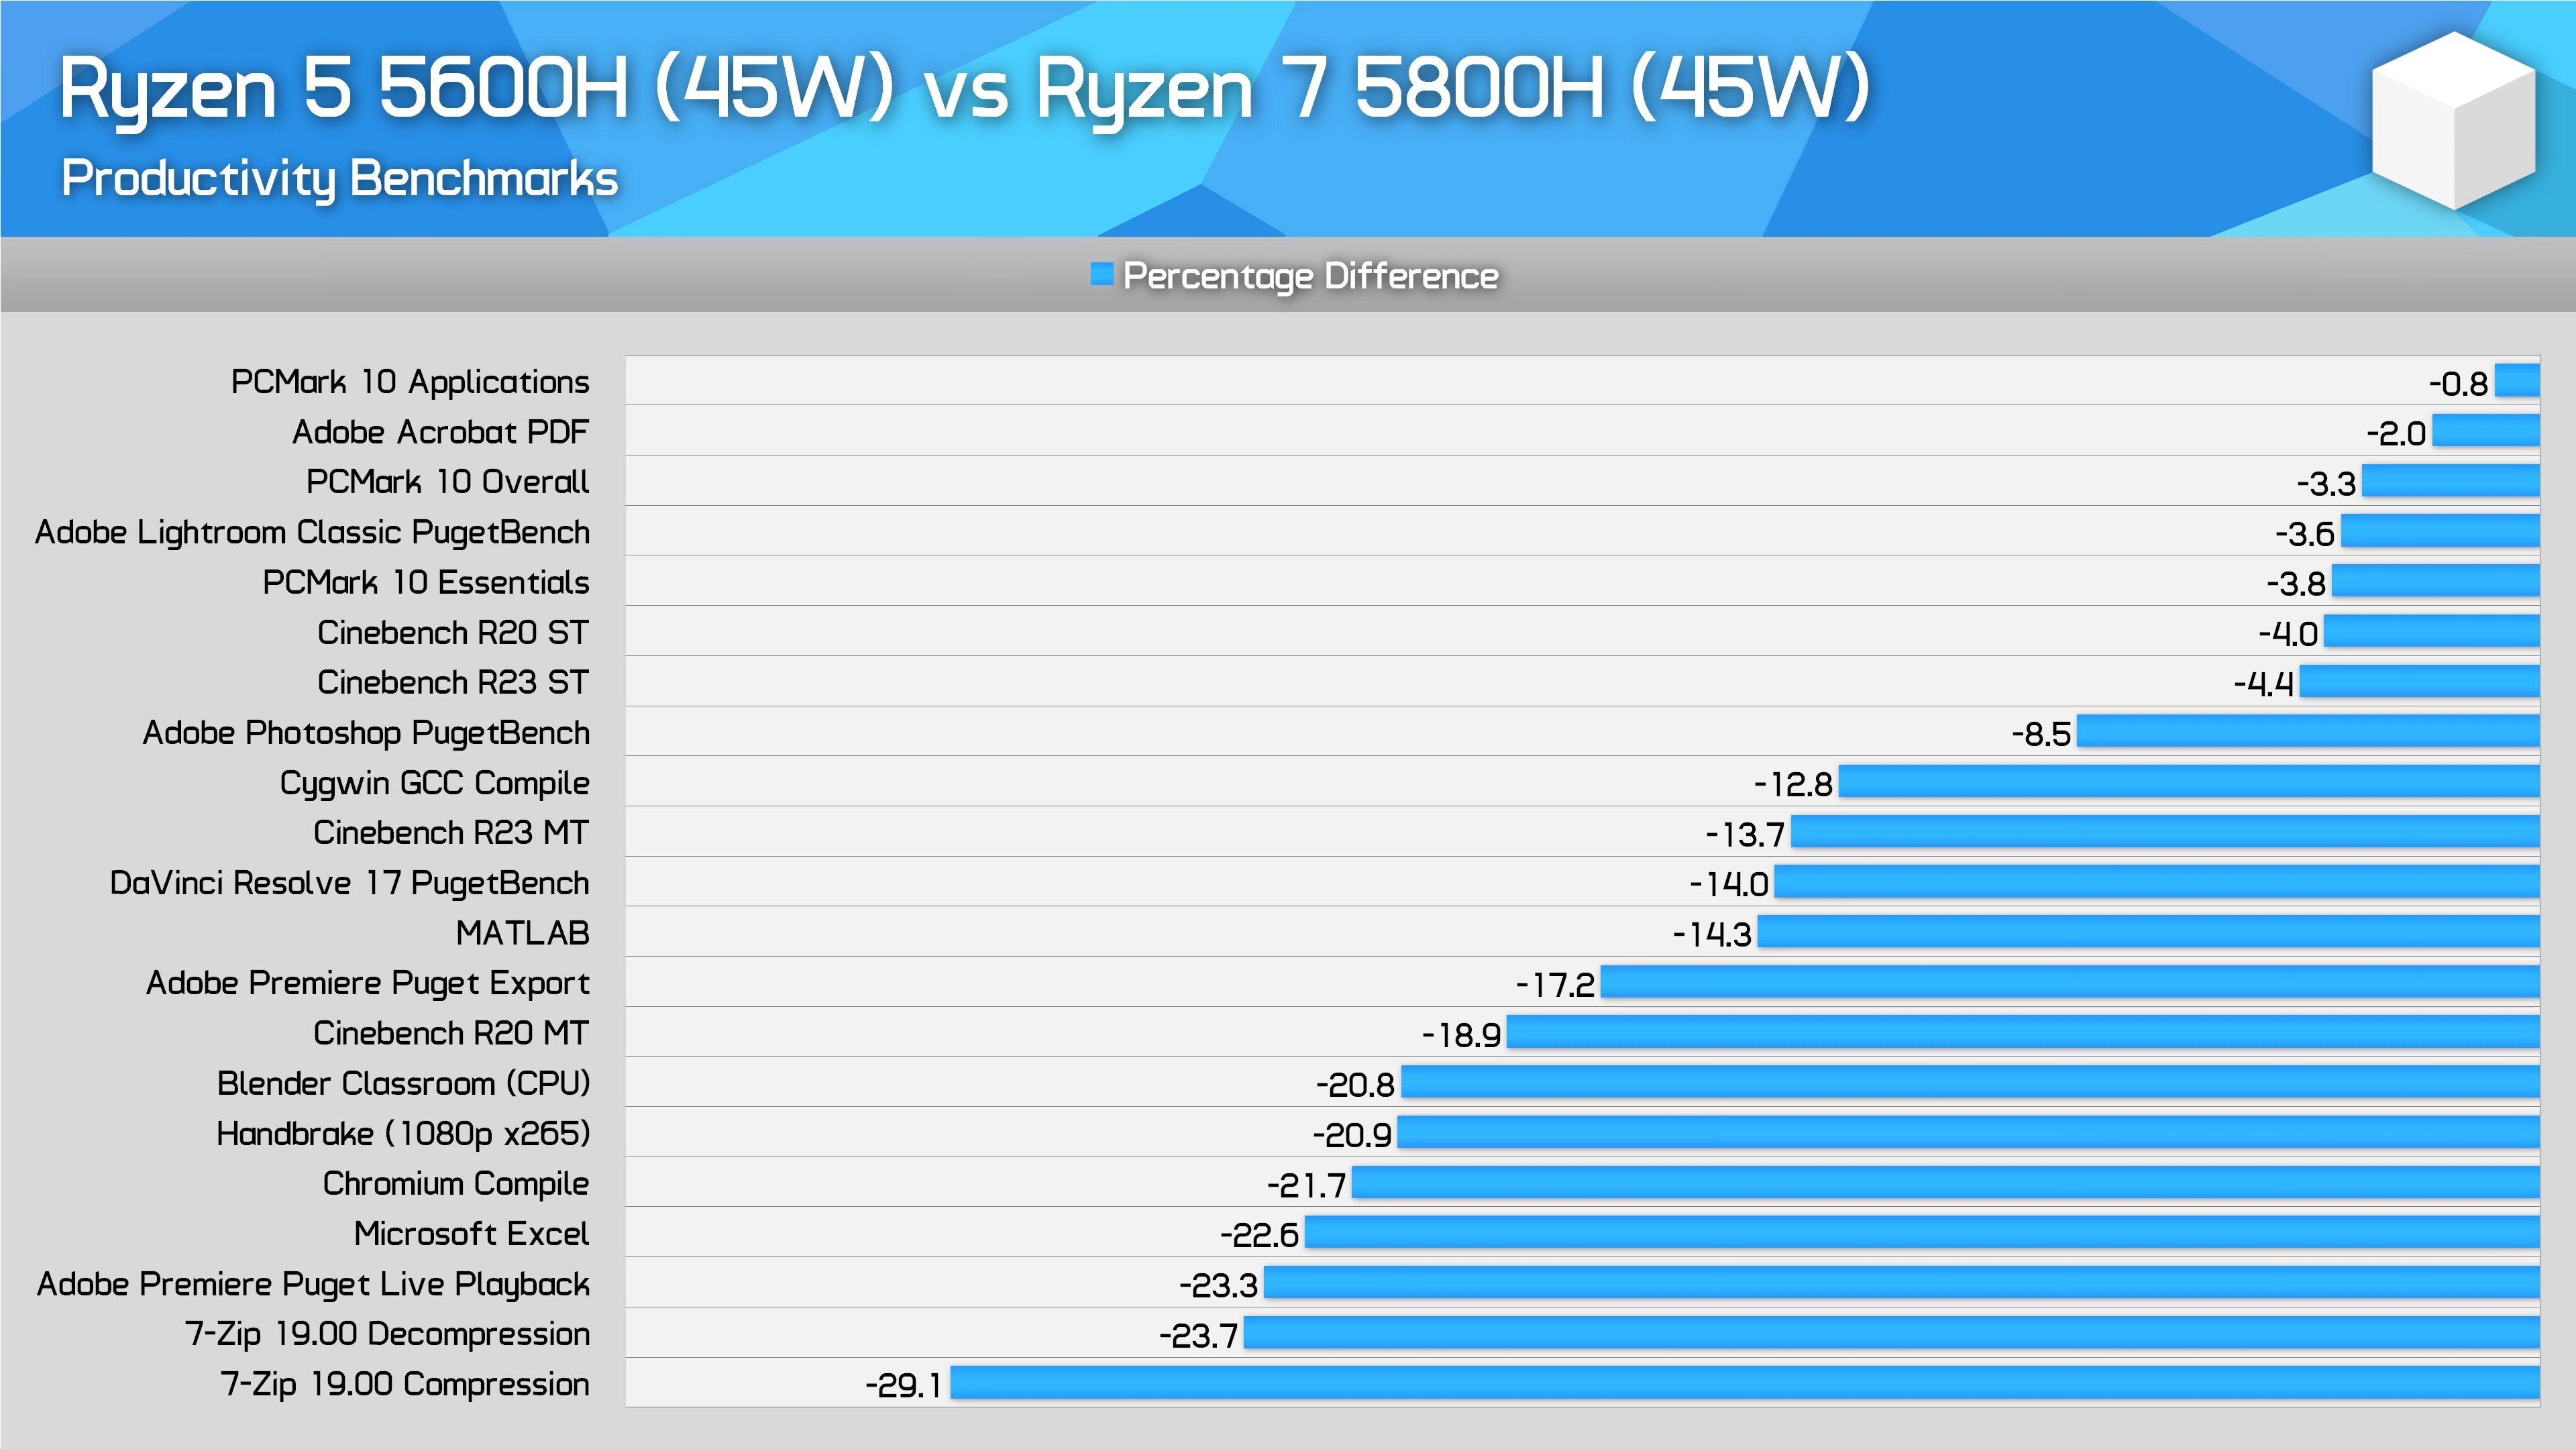 Ryzen 5 5600H (45W) vs Ryzen 7 5800H (45W)
Productivity Benchmarks
Percentage Difference
PCMark 10 Applications -0.8
Adobe Acrobat PDF -2.0
PCMark 10 Overall -3.3
Adobe Lightroom Classic PugetBench -3.6
PCMark 10 Essentials -3.8
Cinebench R20 ST -4.0
Cinebench R23 ST -4.4
Adobe Photoshop PugetBench -8.5
Cygwin GCC Compile -12.8
Cinebench R23 MT -13.7
DaVinci Resolve 17 PugetBench -14.0
MATLAB -14.3
Adobe Premiere Puget Export -17.2
Cinebench R20 MT -18.9
Blender Classroom (CPU) -20.8
Handbrake (1080p x265) -20.9
Chromium Compile -21.7
Microsoft Excel -22.6
Adobe Premiere Puget Live Playback -23.3
7-Zip 19.00 Decompression -23.7
7-Zip 19.00 Compression -29.1